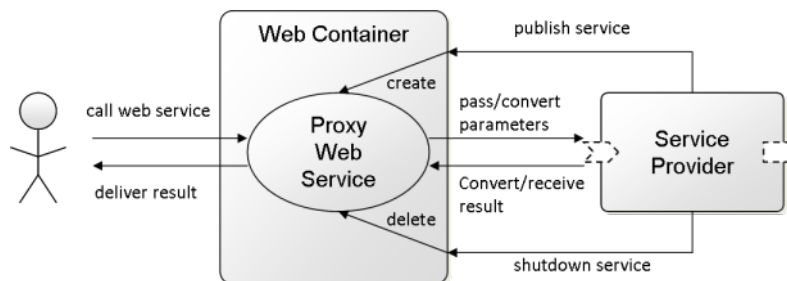 Web Container
publish service
create
call web service
pass/convert
parameters
Proxy
Web
Service
Service
Provider
deliver result
Convert/receive
result
delete
shutdown service